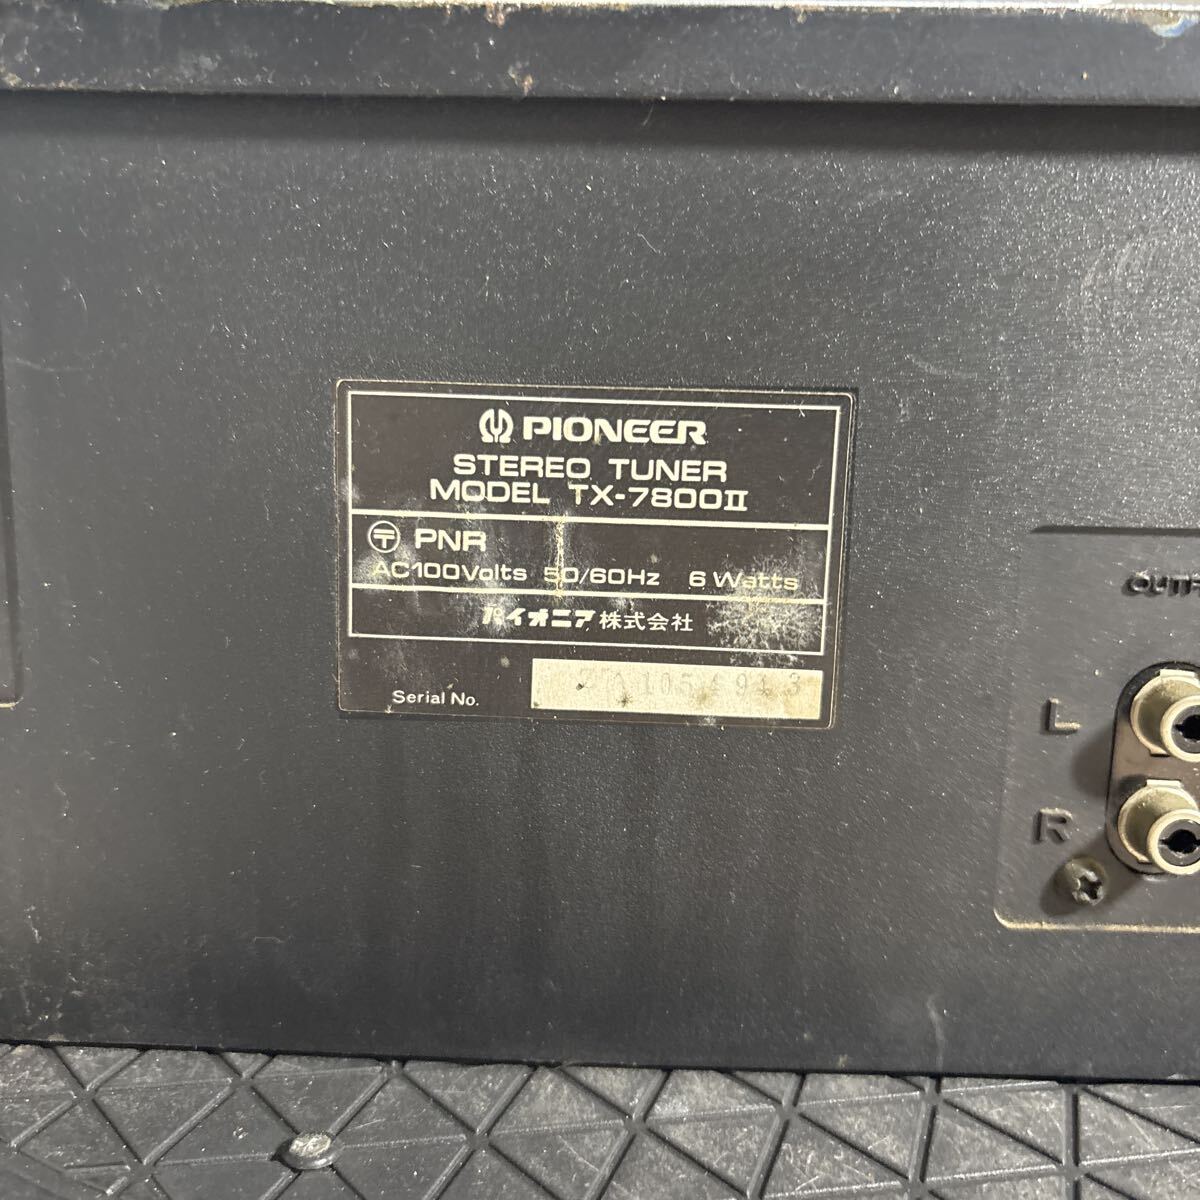 PIONEER
STEREO TUNER
MODEL TX-7800II
〒 PNR
AC100Volts 50/60Hz 6 Watts
パイオニア株式会社
Serial No.
L
R